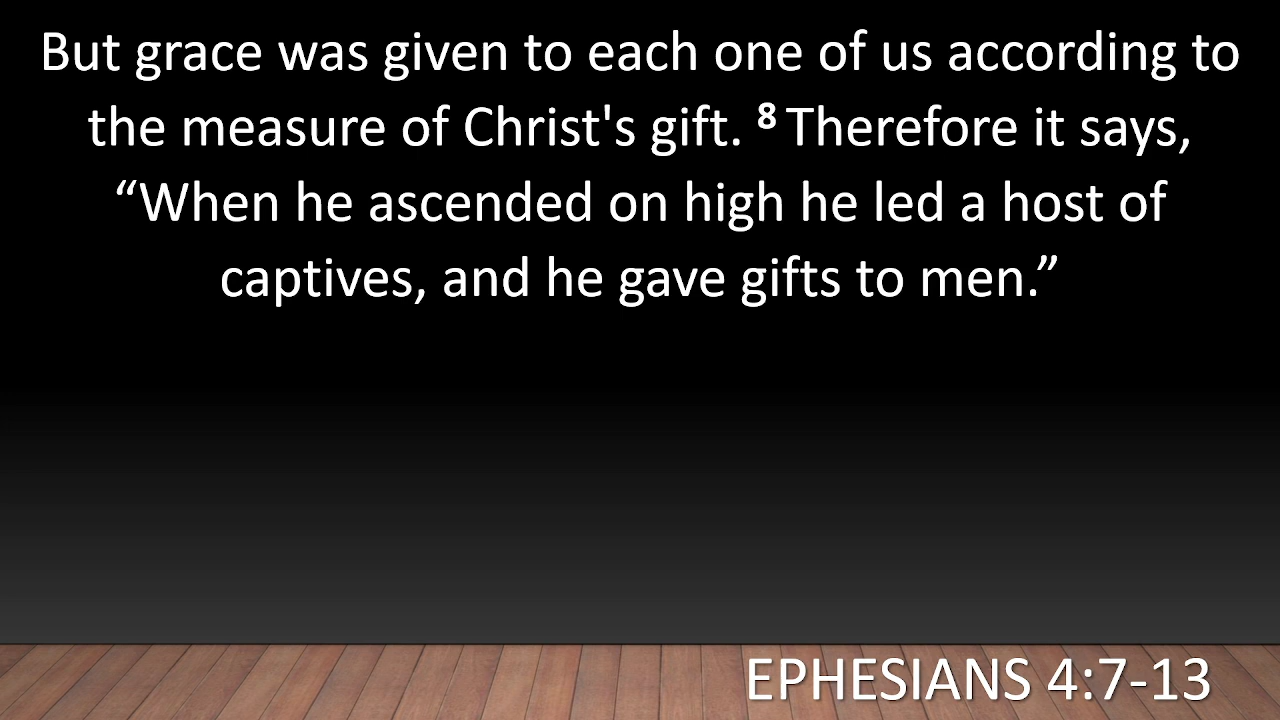 But grace was given to each one of us according to
the measure of Christ's gift. 8 Therefore it says,
“When he ascended on high he led a host of
captives, and he gave gifts to men.”
EPHESIANS 4:7-13